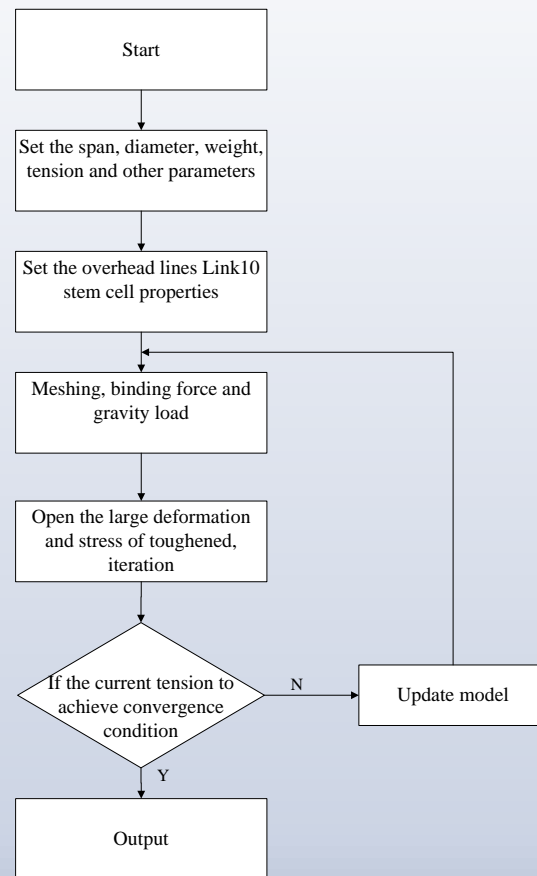 Start
Set the span, diameter, weight,
tension and other parameters
Set the overhead lines Link10
stem cell properties
Meshing, binding force and
gravity load
Open the large deformation
and stress of toughened,
iteration
If the current tension to
achieve convergence
condition
N
Update model
Y
Output